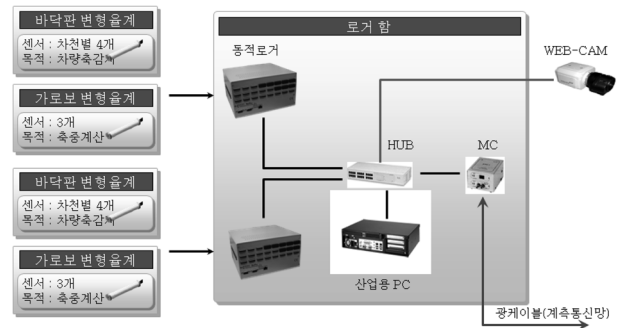 바닥판 변형율계
센서 : 차천별 4개
목적 : 차량축감지
가로보 변형율계
센서 : 3개
목적 : 축중계산
바닥판 변형율계
센서 : 차천별 4개
목적 : 차량축감지
가로보 변형율계
센서 : 3개
목적 : 축중계산
로거 함
동적로거
HUB
MC
산업용 PC
WEB-CAM
광케이블(계측통신망)